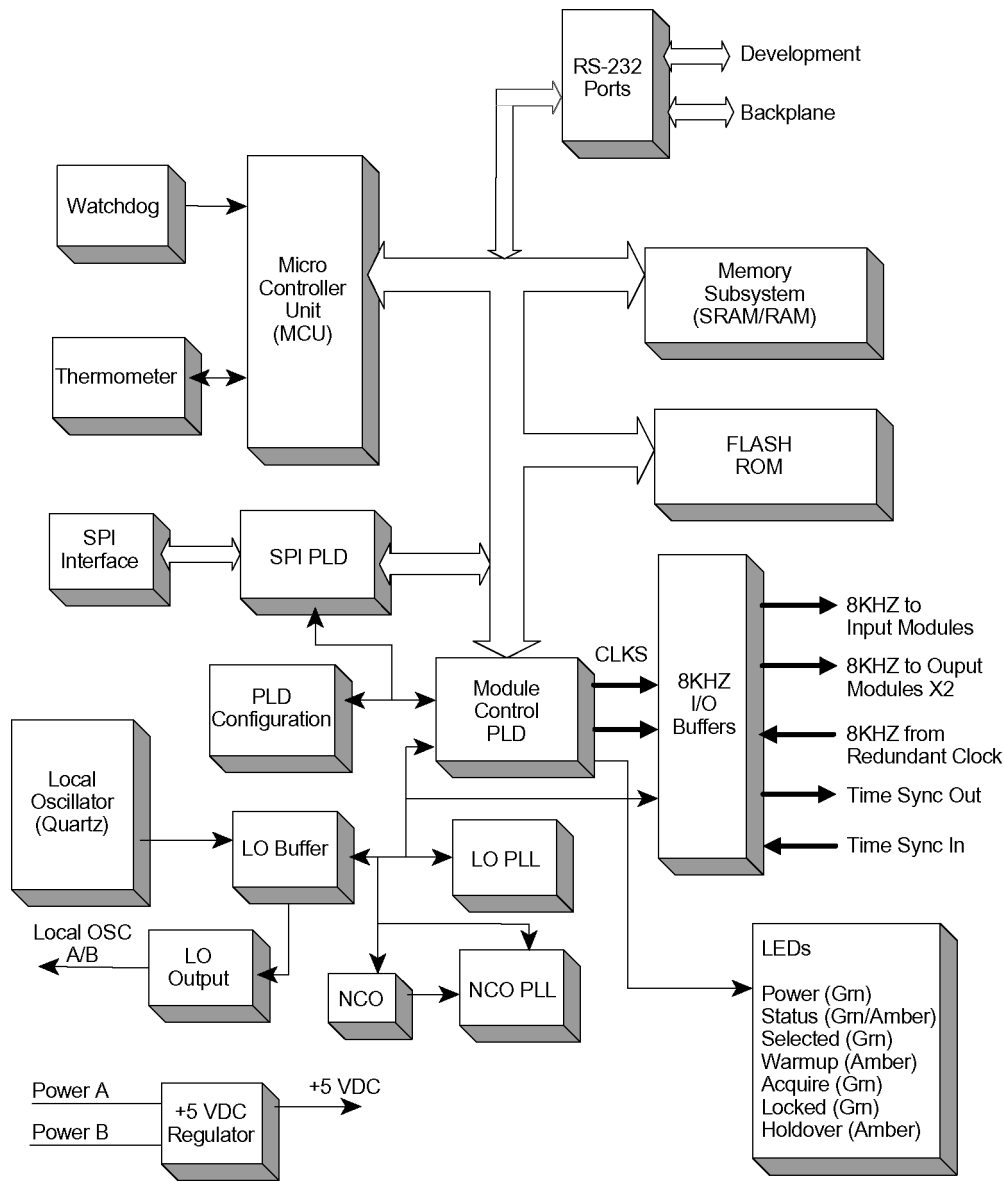 RS-232
Ports
Development
Backplane
Watchdog
Micro
Controller
Unit
(MCU)
Memory
Subsystem
(SRAM/RAM)
Thermometer
FLASH
ROM
SPI
Interface
SPI PLD
PLD
Configuration
Module
Control
PLD
CLKS
8KHZ
I/O
Buffers
8KHZ to
Input Modules
8KHZ to Ouput
Modules X2
8KHZ from
Redundant Clock
Time Sync Out
Time Sync In
Local
Oscillator
(Quartz)
LO Buffer
LO PLL
Local OSC
A/B
LO
Output
NCO
NCO PLL
LEDs
Power (Grn)
Status (Grn/Amber)
Selected (Grn)
Warmup (Amber)
Acquire (Grn)
Locked (Grn)
Holdover (Amber)
Power A
Power B
+5 VDC
Regulator
+5 VDC